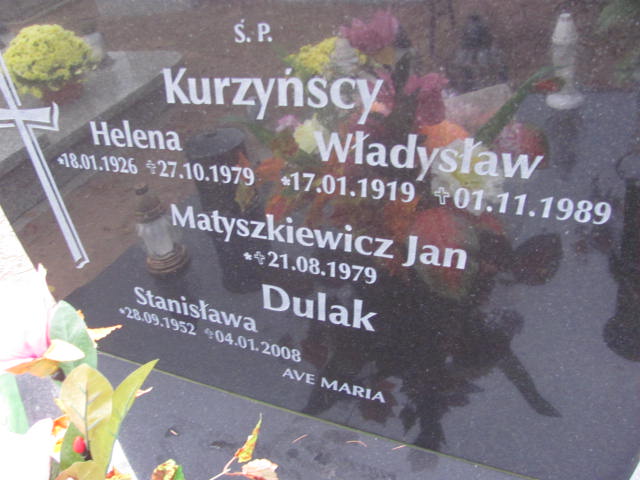 Ś. P.
Kurzyńscy
Helena Władysław
*18.01.1926 ✝27.10.1979 *17.01.1919 ✝01.11.1989
Matyszkiewicz Jan
*✝21.08.1979
Stanisława Dulak
*28.09.1952 ✝04.01.2008
AVE MARIA